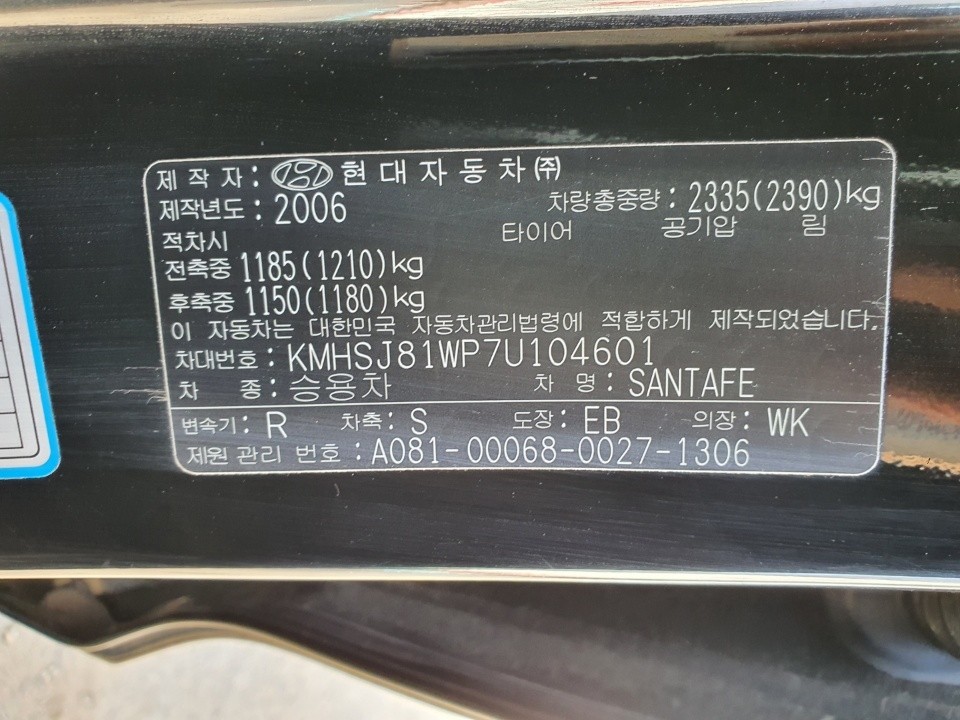 제 작 자 : 현대자동차㈜
제작년도 : 2006 차량총중량 : 2335(2390)kg
적차시 타이어 공기압 림
전축중 1185(1210)kg
후축중 1150(1180)kg
이 자동차는 대한민국 자동차관리법령에 적합하게 제작되었습니다.
차대번호 : KMHSJ81WP7U104601
차 종 : 승용차 차 명 : SANTAFE
변속기 : R 차축 : S 도장 : EB 의장 : WK
제원 관리 번호 : A081-00068-0027-1306